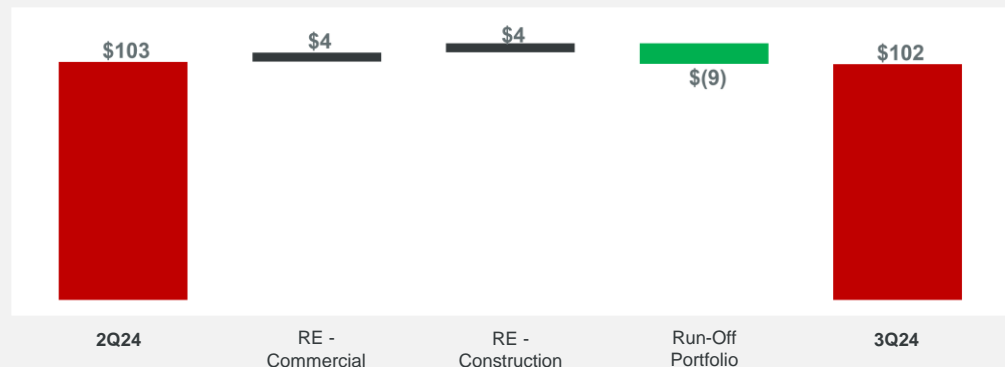 $103
$4
$4
$(9)
$102
2Q24
RE -
Commercial
RE -
Construction
Run-Off
Portfolio
3Q24